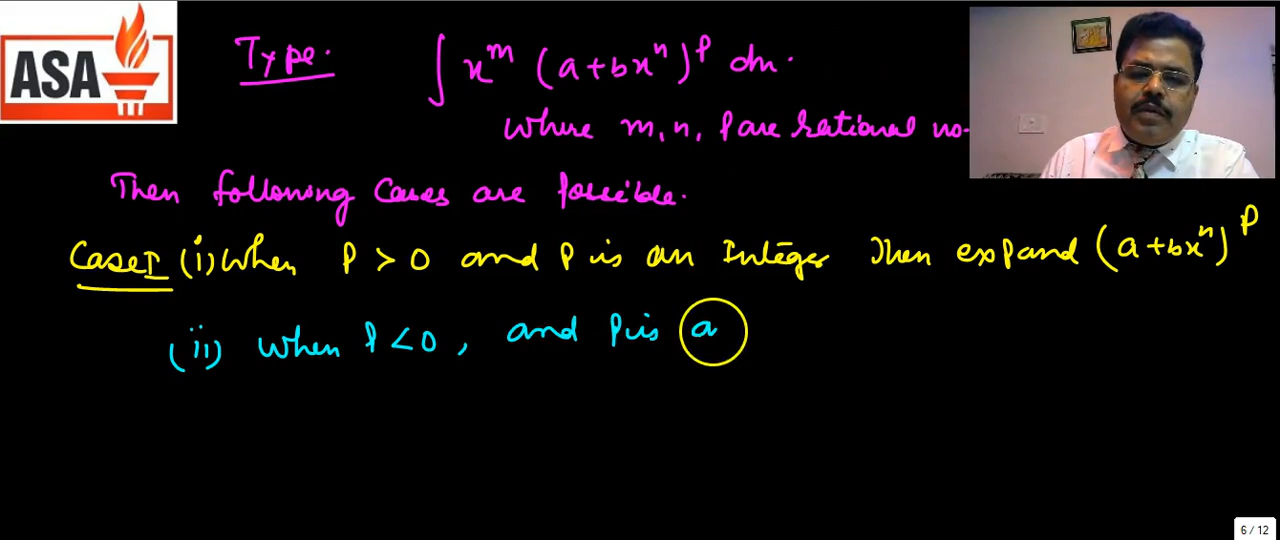 ASA
Type. ∫ x^m (a+bx^n)^p dx.
where m, n, p are rational no.
Then following Cases are possible.
Case I (i) When P > 0 and P is an Integer Then expand (a+bx^n)^P
(ii) when P < 0, and P is a
6 / 12